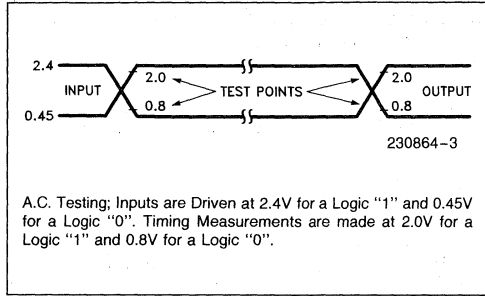 2.4
2.0 2.0
INPUT TEST POINTS OUTPUT
0.8 0.8
0.45
230864-3
A.C. Testing; Inputs are Driven at 2.4V for a Logic "1" and 0.45V
for a Logic "0". Timing Measurements are made at 2.0V for a
Logic "1" and 0.8V for a Logic "0".